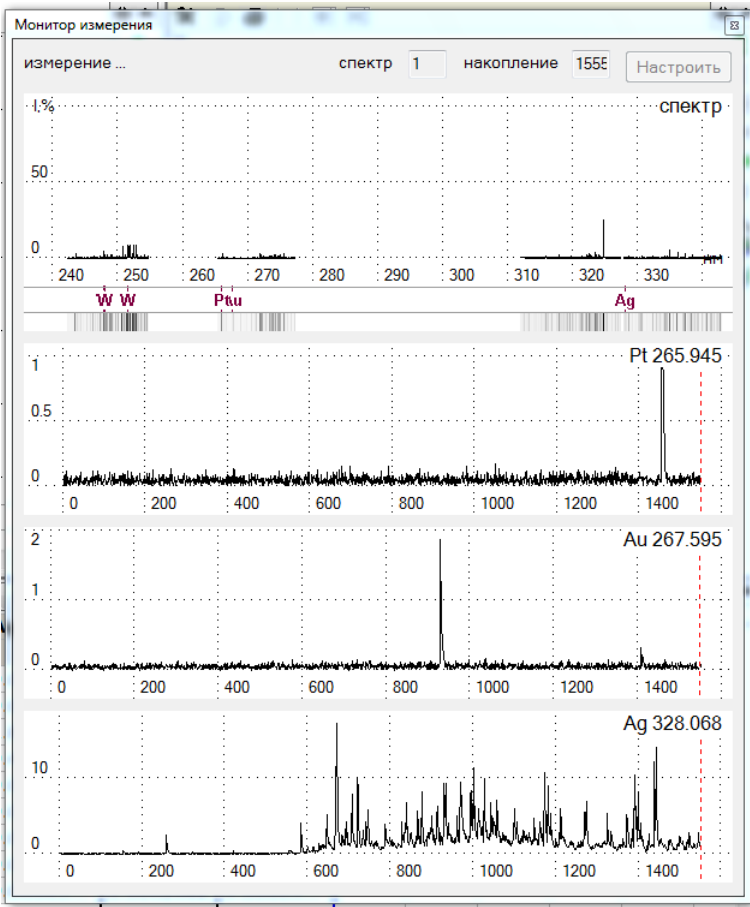 Монитор измерения
измерение ... спектр 1 накопление 1555 Настроить
I,% спектр
50
0
нм
240 250 260 270 280 290 300 310 320 330
W W Pt Au Ag
Pt 265.945
1
0.5
0
0 200 400 600 800 1000 1200 1400
Au 267.595
2
1
0
0 200 400 600 800 1000 1200 1400
Ag 328.068
10
0
0 200 400 600 800 1000 1200 1400